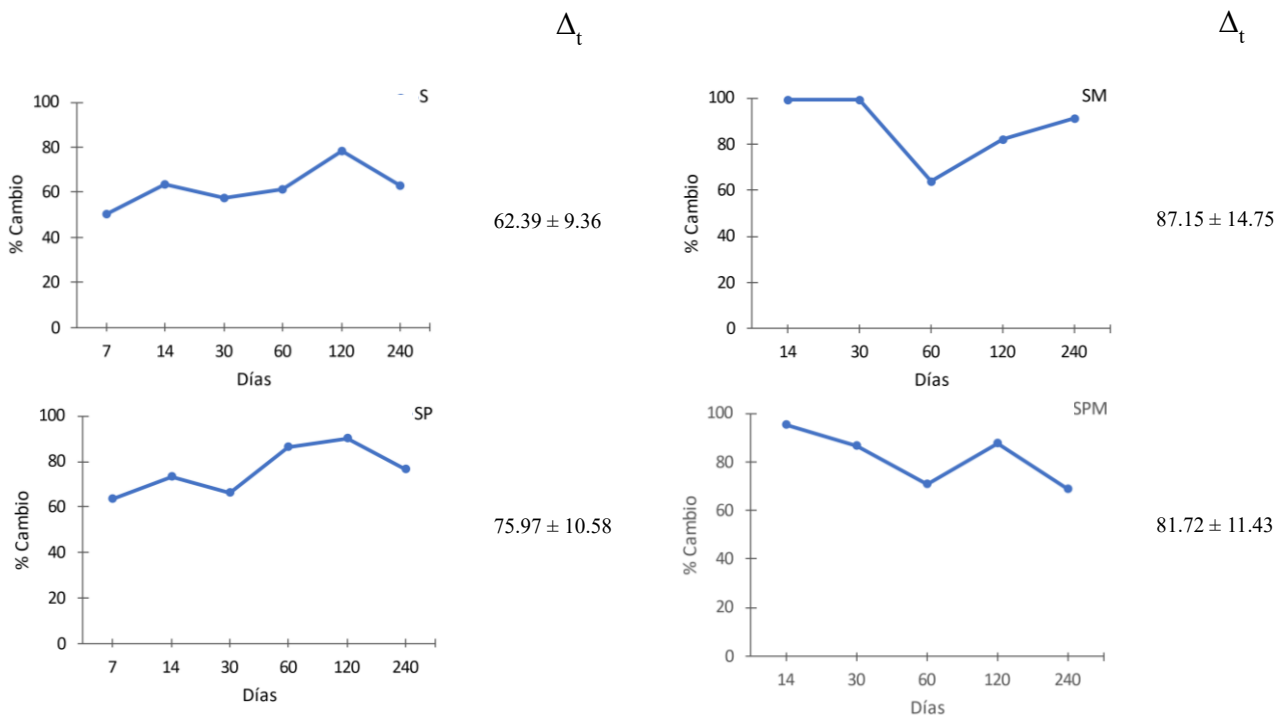 Δt
Δt
S
100
80
60
40
20
0
% Cambio
7 14 30 60 120 240
Días
62.39 ± 9.36
SM
100
80
60
40
20
0
% Cambio
14 30 60 120 240
Días
87.15 ± 14.75
SP
100
80
60
40
20
0
% Cambio
7 14 30 60 120 240
Días
75.97 ± 10.58
SPM
100
80
60
40
20
0
% Cambio
14 30 60 120 240
Días
81.72 ± 11.43